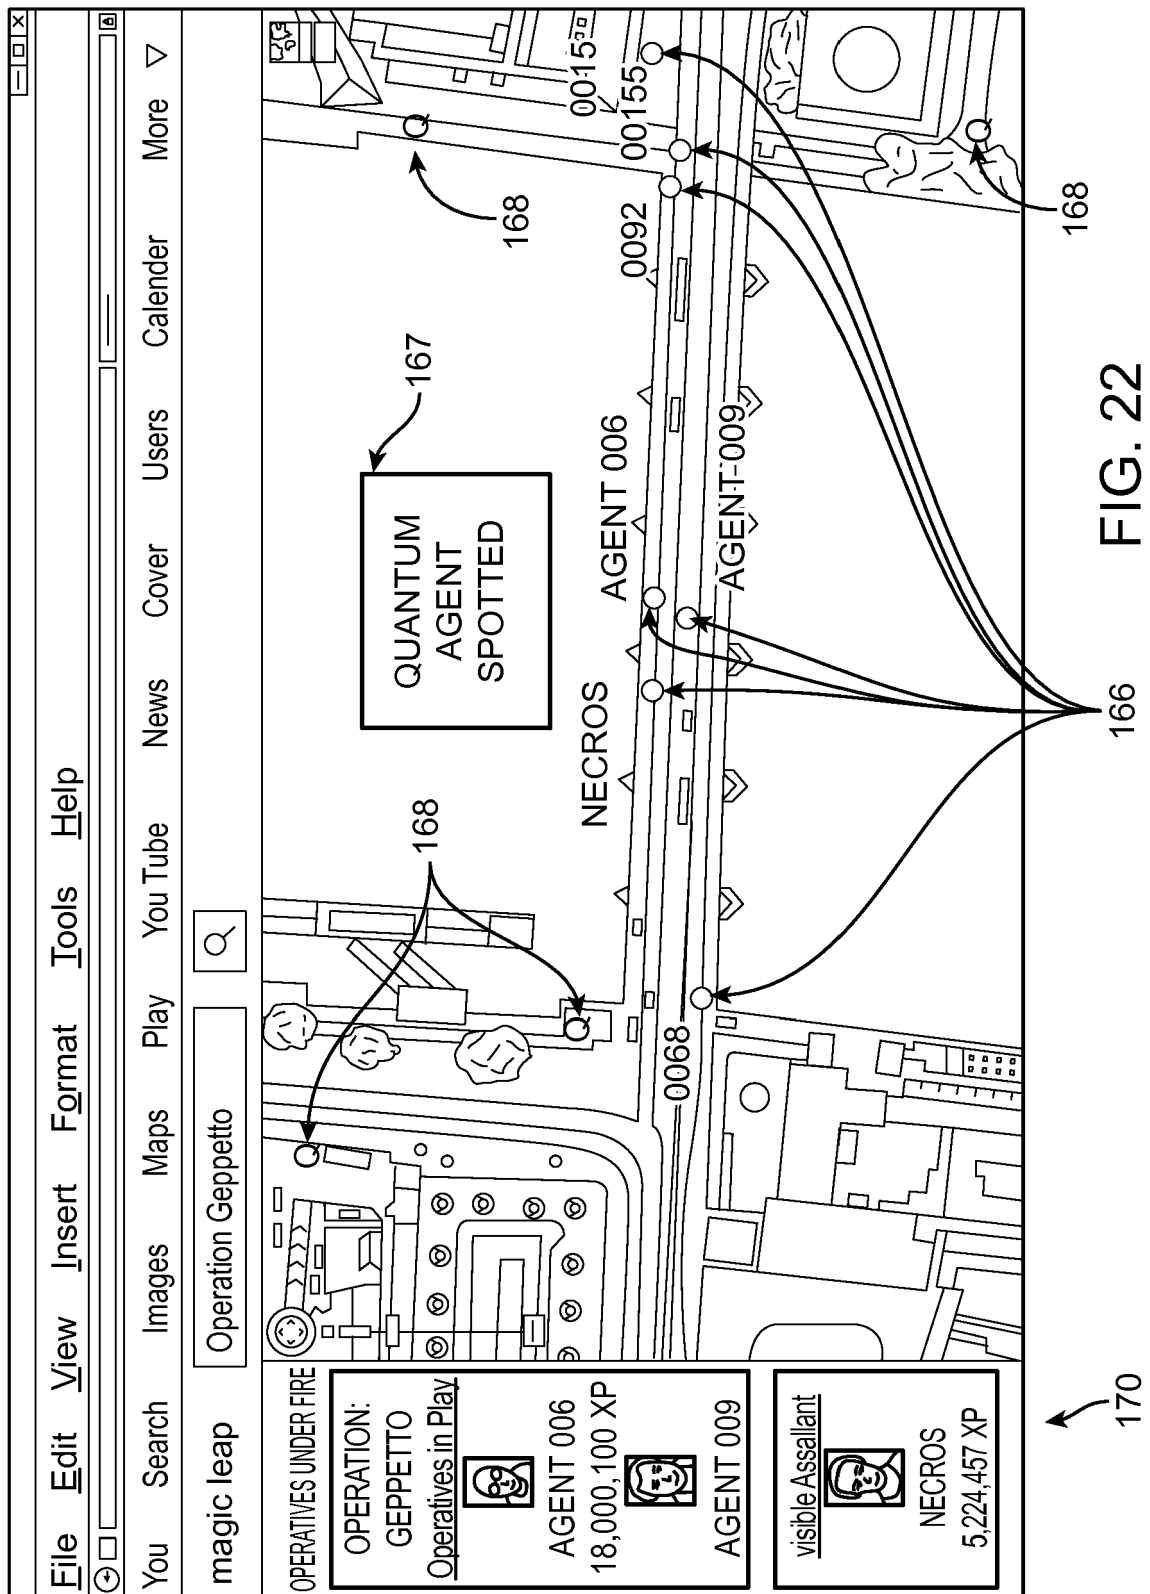 File Edit View Insert Format Tools Help
You Search Images Maps Play You Tube News Cover Users Calender More
magic leap
Operation Geppetto
OPERATIVES UNDER FIRE
OPERATION:
GEPPETTO
Operatives in Play
AGENT 006
18,000,100 XP
AGENT 009
visible Assallant
NECROS
5,224,457 XP
168
QUANTUM
AGENT
SPOTTED
167
168
0015
00155
0092
AGENT 006
NECROS
AGENT 009
0068
168
166
170
FIG. 22